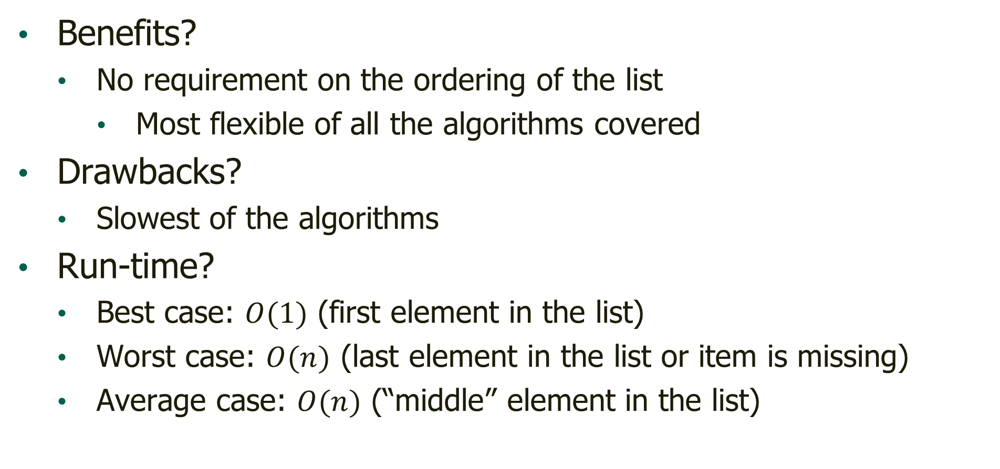 • Benefits?
• No requirement on the ordering of the list
• Most flexible of all the algorithms covered
• Drawbacks?
• Slowest of the algorithms
• Run-time?
• Best case: O(1) (first element in the list)
• Worst case: O(n) (last element in the list or item is missing)
• Average case: O(n) (“middle” element in the list)